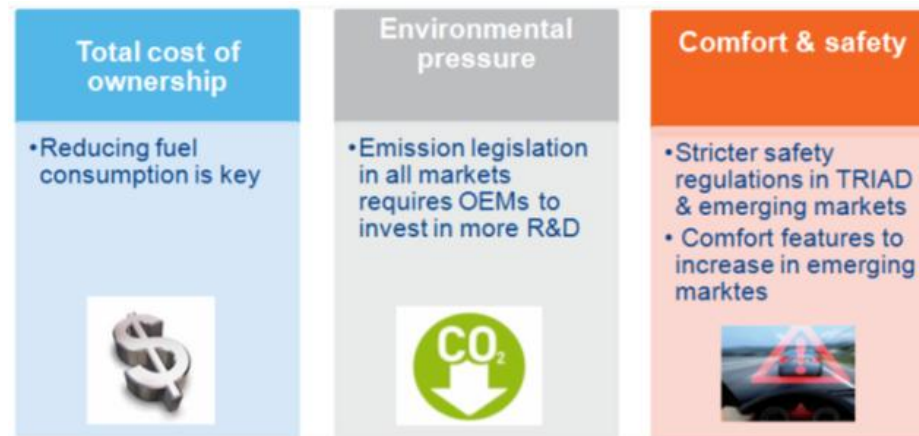 Total cost of
ownership
•Reducing fuel
consumption is key
Environmental
pressure
•Emission legislation
in all markets
requires OEMs to
invest in more R&D
CO2
Comfort & safety
•Stricter safety
regulations in TRIAD
& emerging markets
• Comfort features to
increase in emerging
marktes